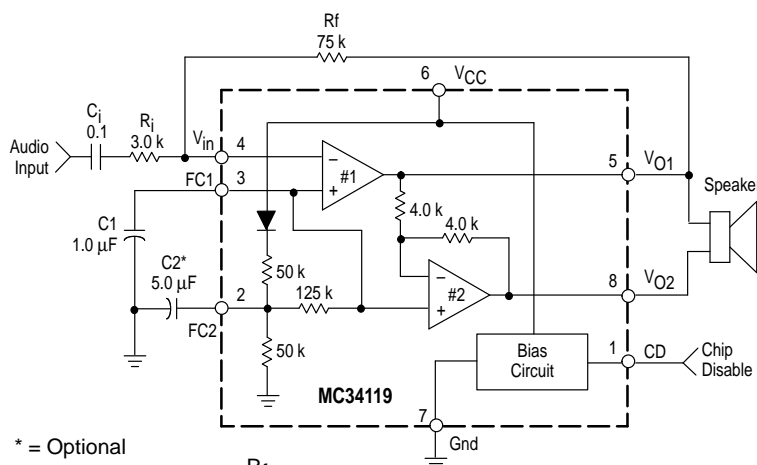 Rf
75 k
6 VCC
Ci
0.1
Ri
3.0 k
Audio
Input
Vin
4
#1
5
VO1
FC1
3
Speaker
4.0 k
4.0 k
C1
1.0 µF
C2*
5.0 µF
50 k
125 k
#2
2
FC2
50 k
8
VO2
Bias
Circuit
1
CD
Chip
Disable
MC34119
7
Gnd
* = Optional